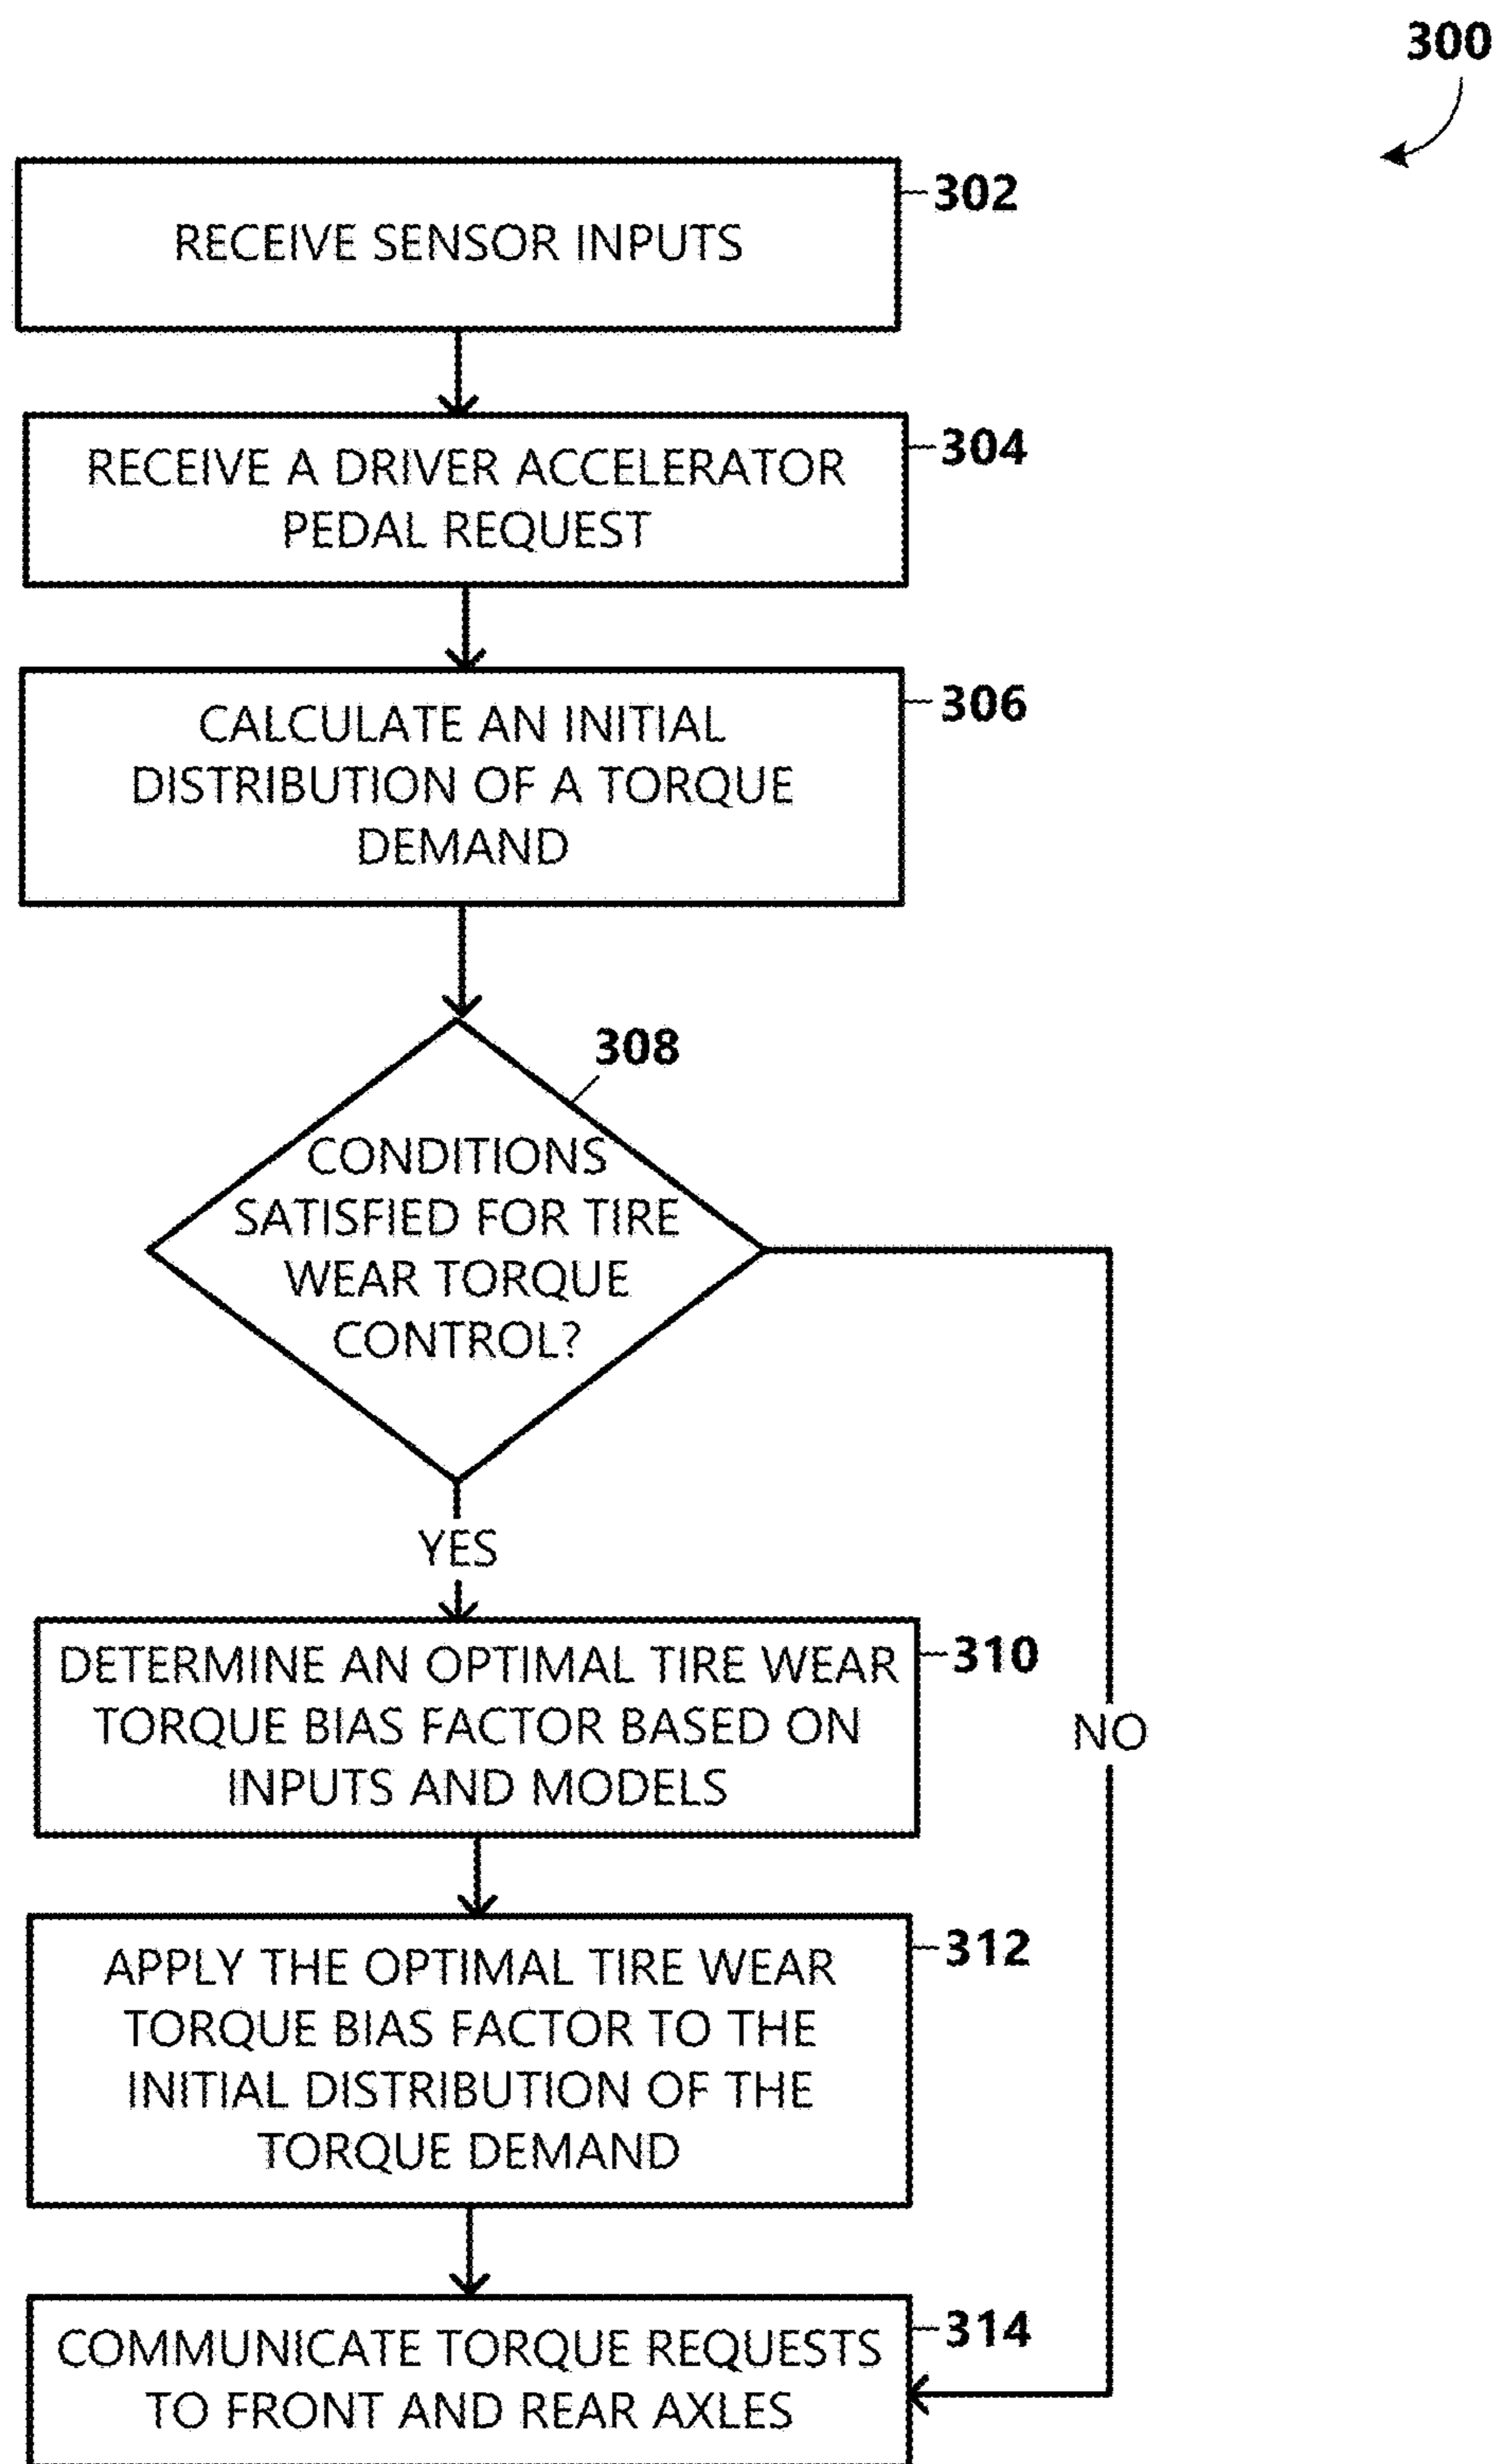 300
302
RECEIVE SENSOR INPUTS
304
RECEIVE A DRIVER ACCELERATOR
PEDAL REQUEST
306
CALCULATE AN INITIAL
DISTRIBUTION OF A TORQUE
DEMAND
308
CONDITIONS
SATISFIED FOR TIRE
WEAR TORQUE
CONTROL?
YES
310
DETERMINE AN OPTIMAL TIRE WEAR
TORQUE BIAS FACTOR BASED ON
INPUTS AND MODELS
NO
312
APPLY THE OPTIMAL TIRE WEAR
TORQUE BIAS FACTOR TO THE
INITIAL DISTRIBUTION OF THE
TORQUE DEMAND
314
COMMUNICATE TORQUE REQUESTS
TO FRONT AND REAR AXLES